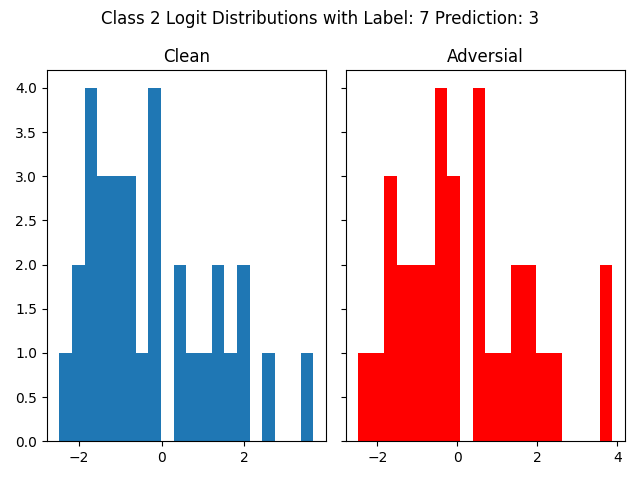 Class 2 Logit Distributions with Label: 7 Prediction: 3
Clean
Adversial
4.0
3.5
3.0
2.5
2.0
1.5
1.0
0.5
0.0
−2 0 2
−2 0 2 4